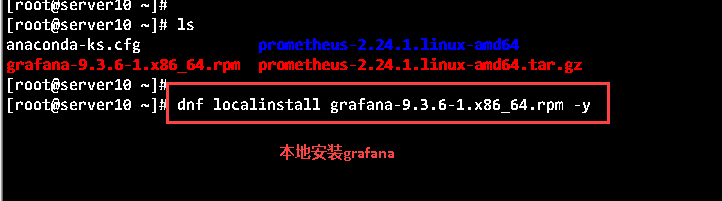 [root@server10 ~]#
[root@server10 ~]# ls
anaconda-ks.cfg prometheus-2.24.1.linux-amd64
grafana-9.3.6-1.x86_64.rpm prometheus-2.24.1.linux-amd64.tar.gz
[root@server10 ~]#
[root@server10 ~]# dnf localinstall grafana-9.3.6-1.x86_64.rpm -y
本地安装grafana